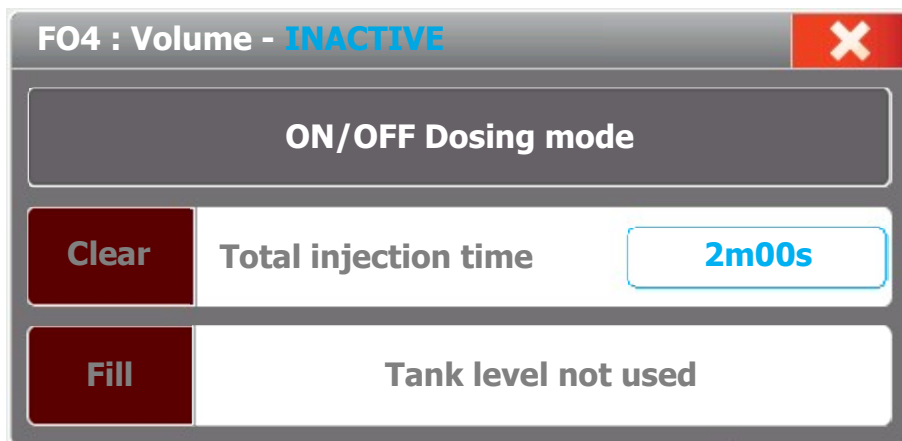 FO4 : Volume - INACTIVE
ON/OFF Dosing mode
Clear Total injection time 2m00s
Fill Tank level not used